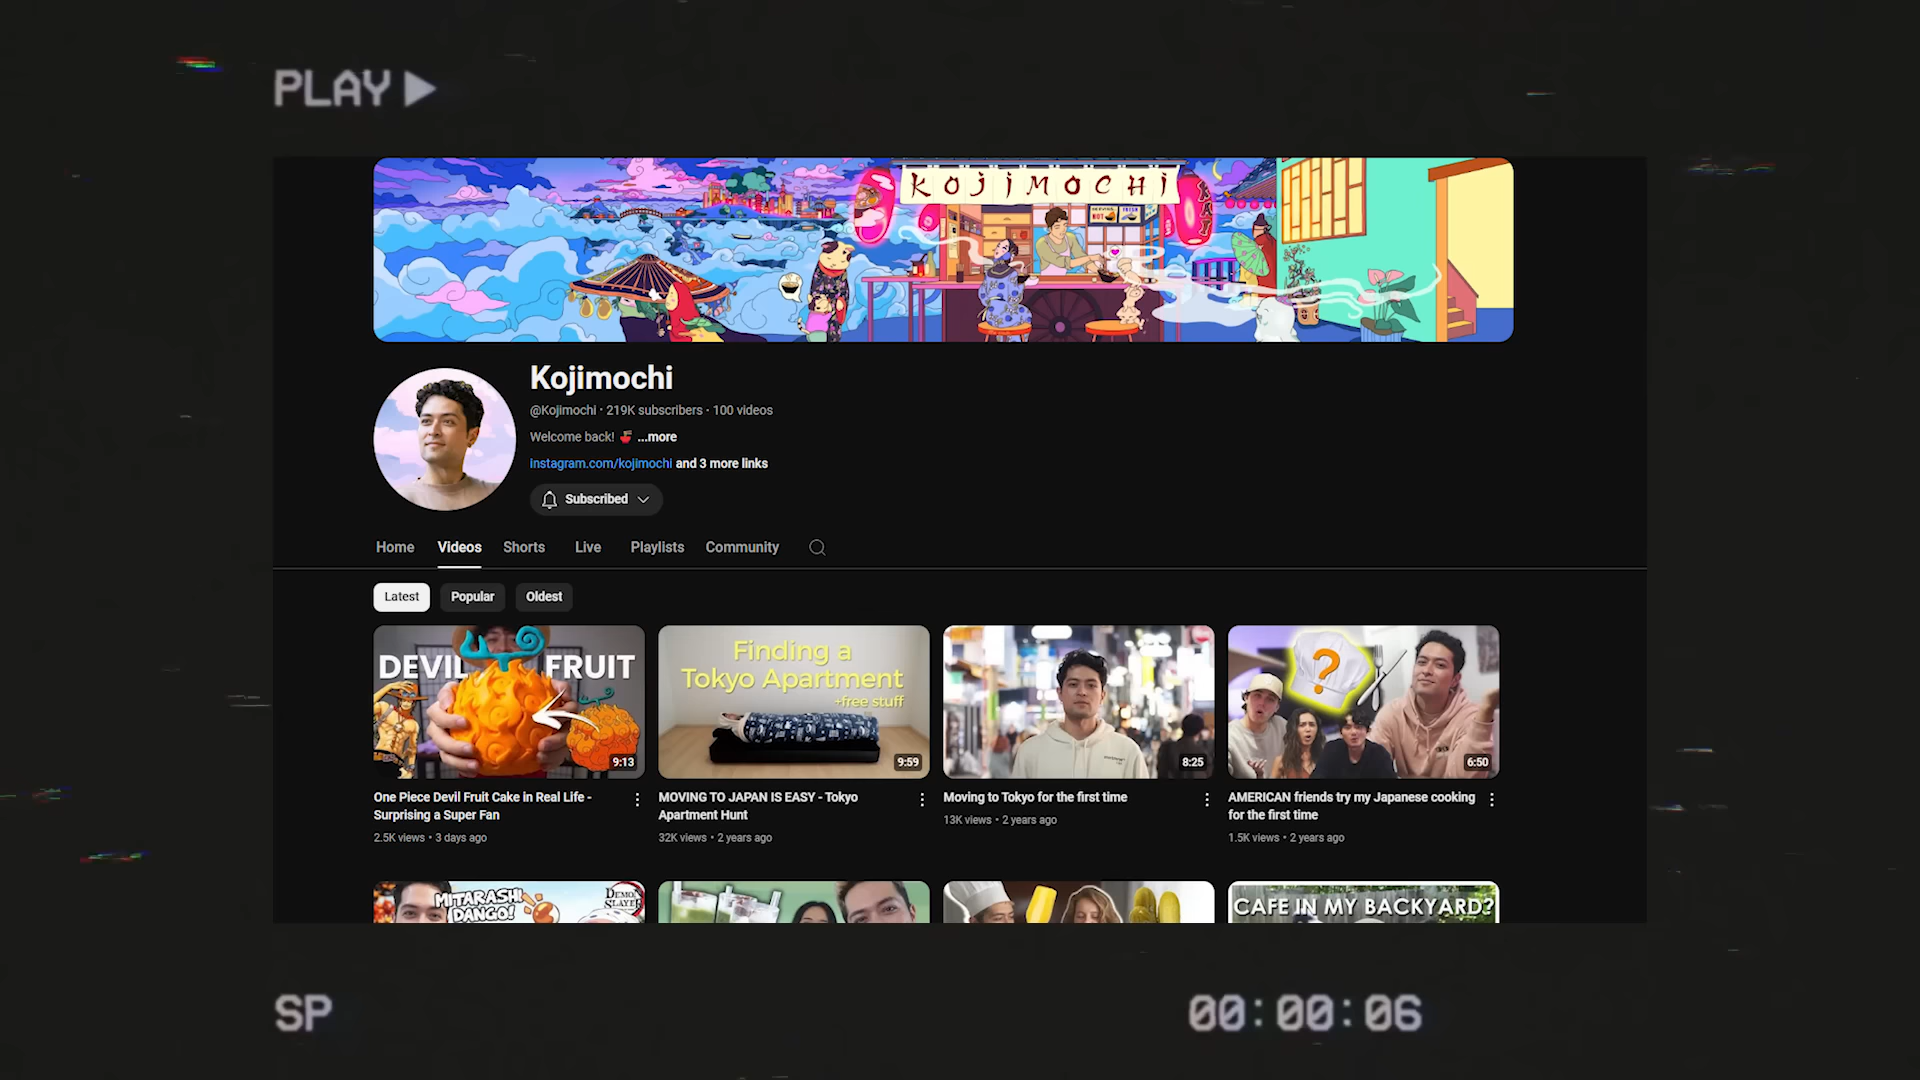 PLAY
KOJIMOCHI
HOT
Kojimochi
@Kojimochi · 219K subscribers · 100 videos
Welcome back! ...more
instagram.com/kojimochi and 3 more links
Subscribed
Home Videos Shorts Live Playlists Community
Latest Popular Oldest
DEVIL FRUIT
9:13
Finding a
Tokyo Apartment
+free stuff
9:59
8:25
?
6:50
One Piece Devil Fruit Cake in Real Life -
Surprising a Super Fan
2.5K views · 3 days ago
MOVING TO JAPAN IS EASY - Tokyo
Apartment Hunt
32K views · 2 years ago
Moving to Tokyo for the first time
13K views · 2 years ago
AMERICAN friends try my Japanese cooking
for the first time
1.5K views · 2 years ago
MITARASHI
DANGO!
DEMON
SLAYER
CAFE IN MY BACKYARD?
SP
00:00:06